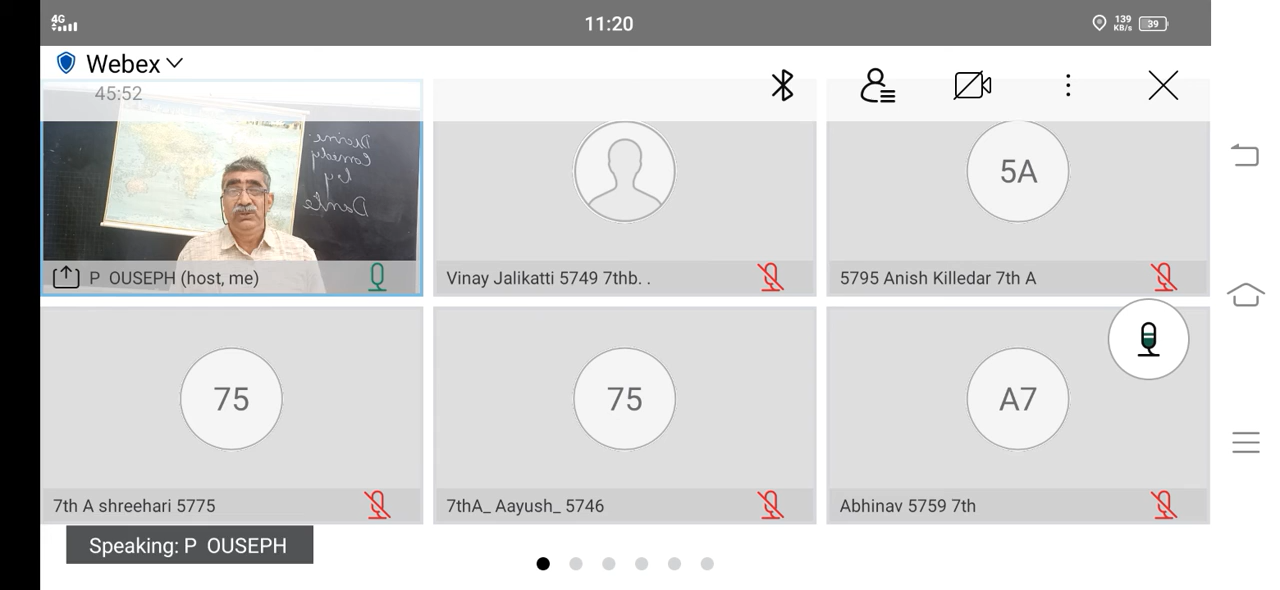 4G
11:20
139
KB/s
39
Webex
45:52
Divine
Comedy
by
Dante
P OUSEPH (host, me)
Vinay Jalikatti 5749 7thb. .
5A
5795 Anish Killedar 7th A
75
7th A shreehari 5775
75
7thA_ Aayush_ 5746
A7
Abhinav 5759 7th
Speaking: P OUSEPH